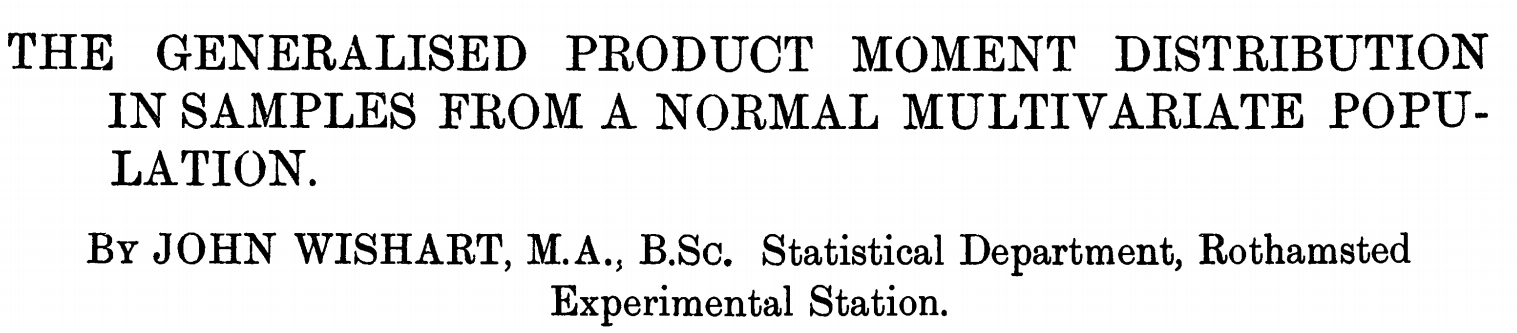 THE GENERALISED PRODUCT MOMENT DISTRIBUTION
IN SAMPLES FROM A NORMAL MULTIVARIATE POPU-
LATION.
By JOHN WISHART, M.A., B.Sc. Statistical Department, Rothamsted
Experimental Station.